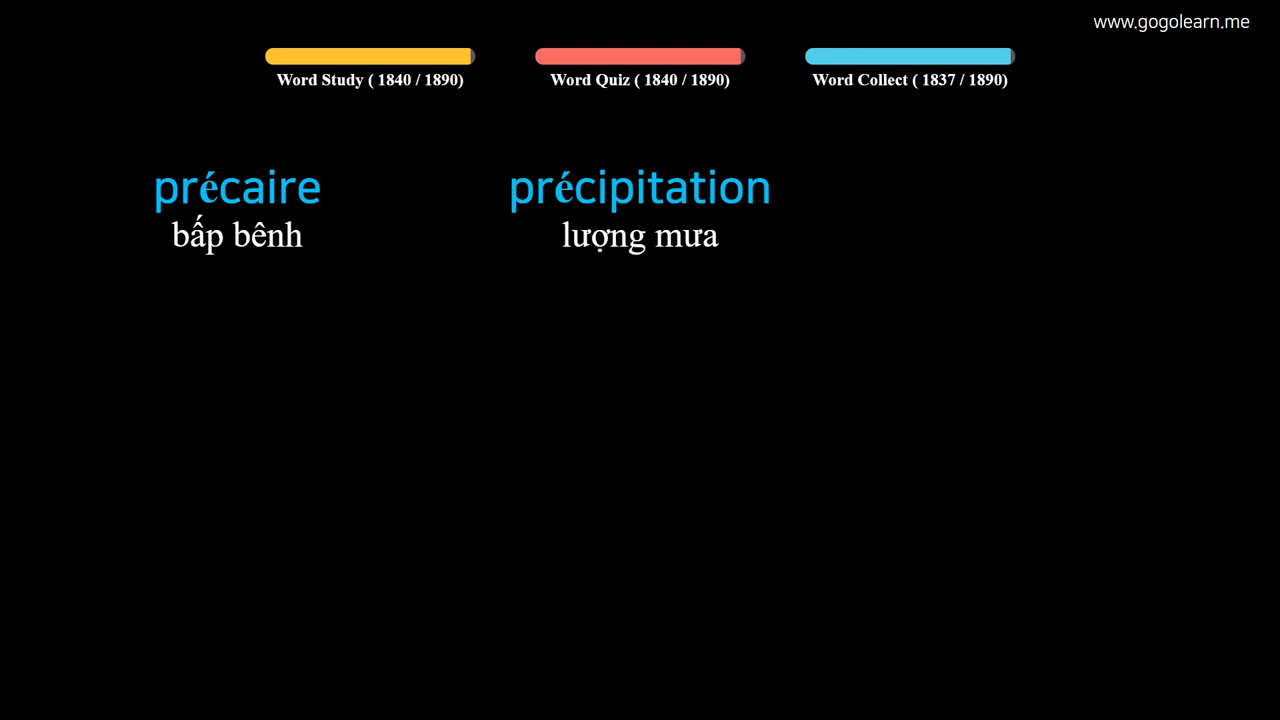 www.gogolearn.me
Word Study ( 1840 / 1890)
Word Quiz ( 1840 / 1890)
Word Collect ( 1837 / 1890)
précaire
bấp bênh
précipitation
lượng mưa